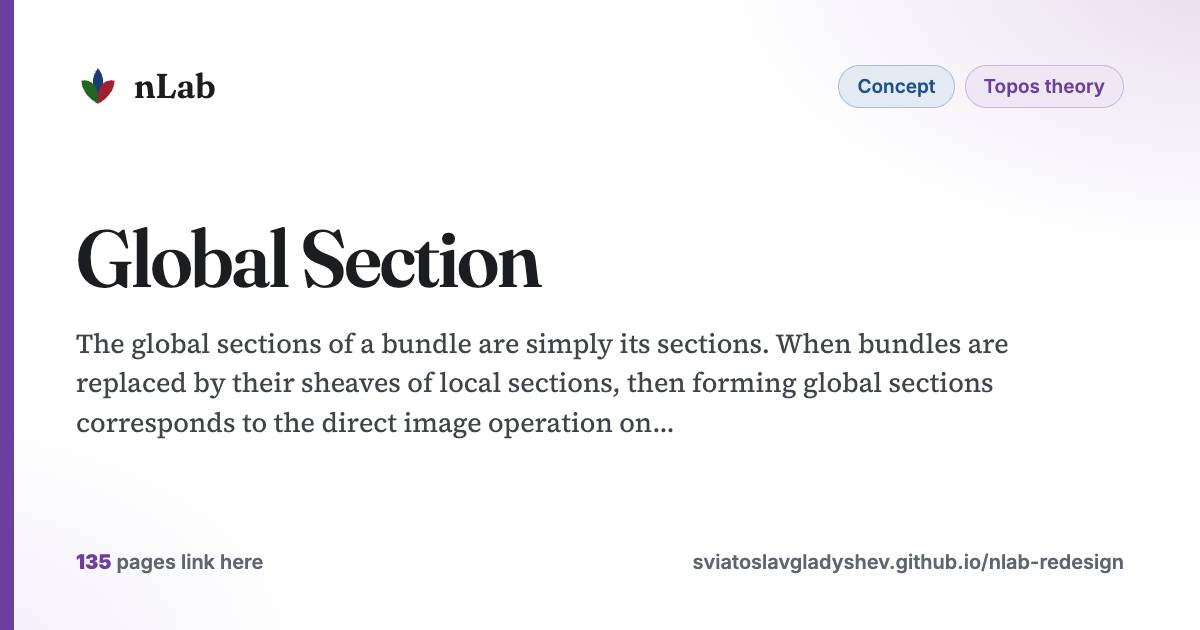 nLab
Concept
Topos theory
Global Section
The global sections of a bundle are simply its sections. When bundles are
replaced by their sheaves of local sections, then forming global sections
corresponds to the direct image operation on...
135 pages link here
sviatoslavgladyshev.github.io/nlab-redesign